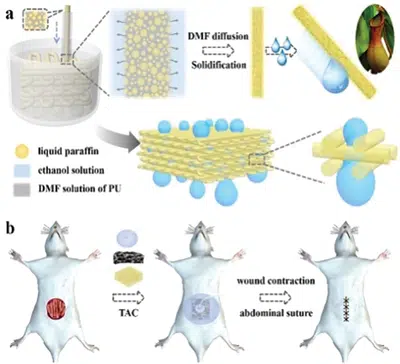 a
DMF diffusion
Solidification
liquid paraffin
ethanol solution
DMF solution of PU
b
TAC
wound contraction
abdominal suture